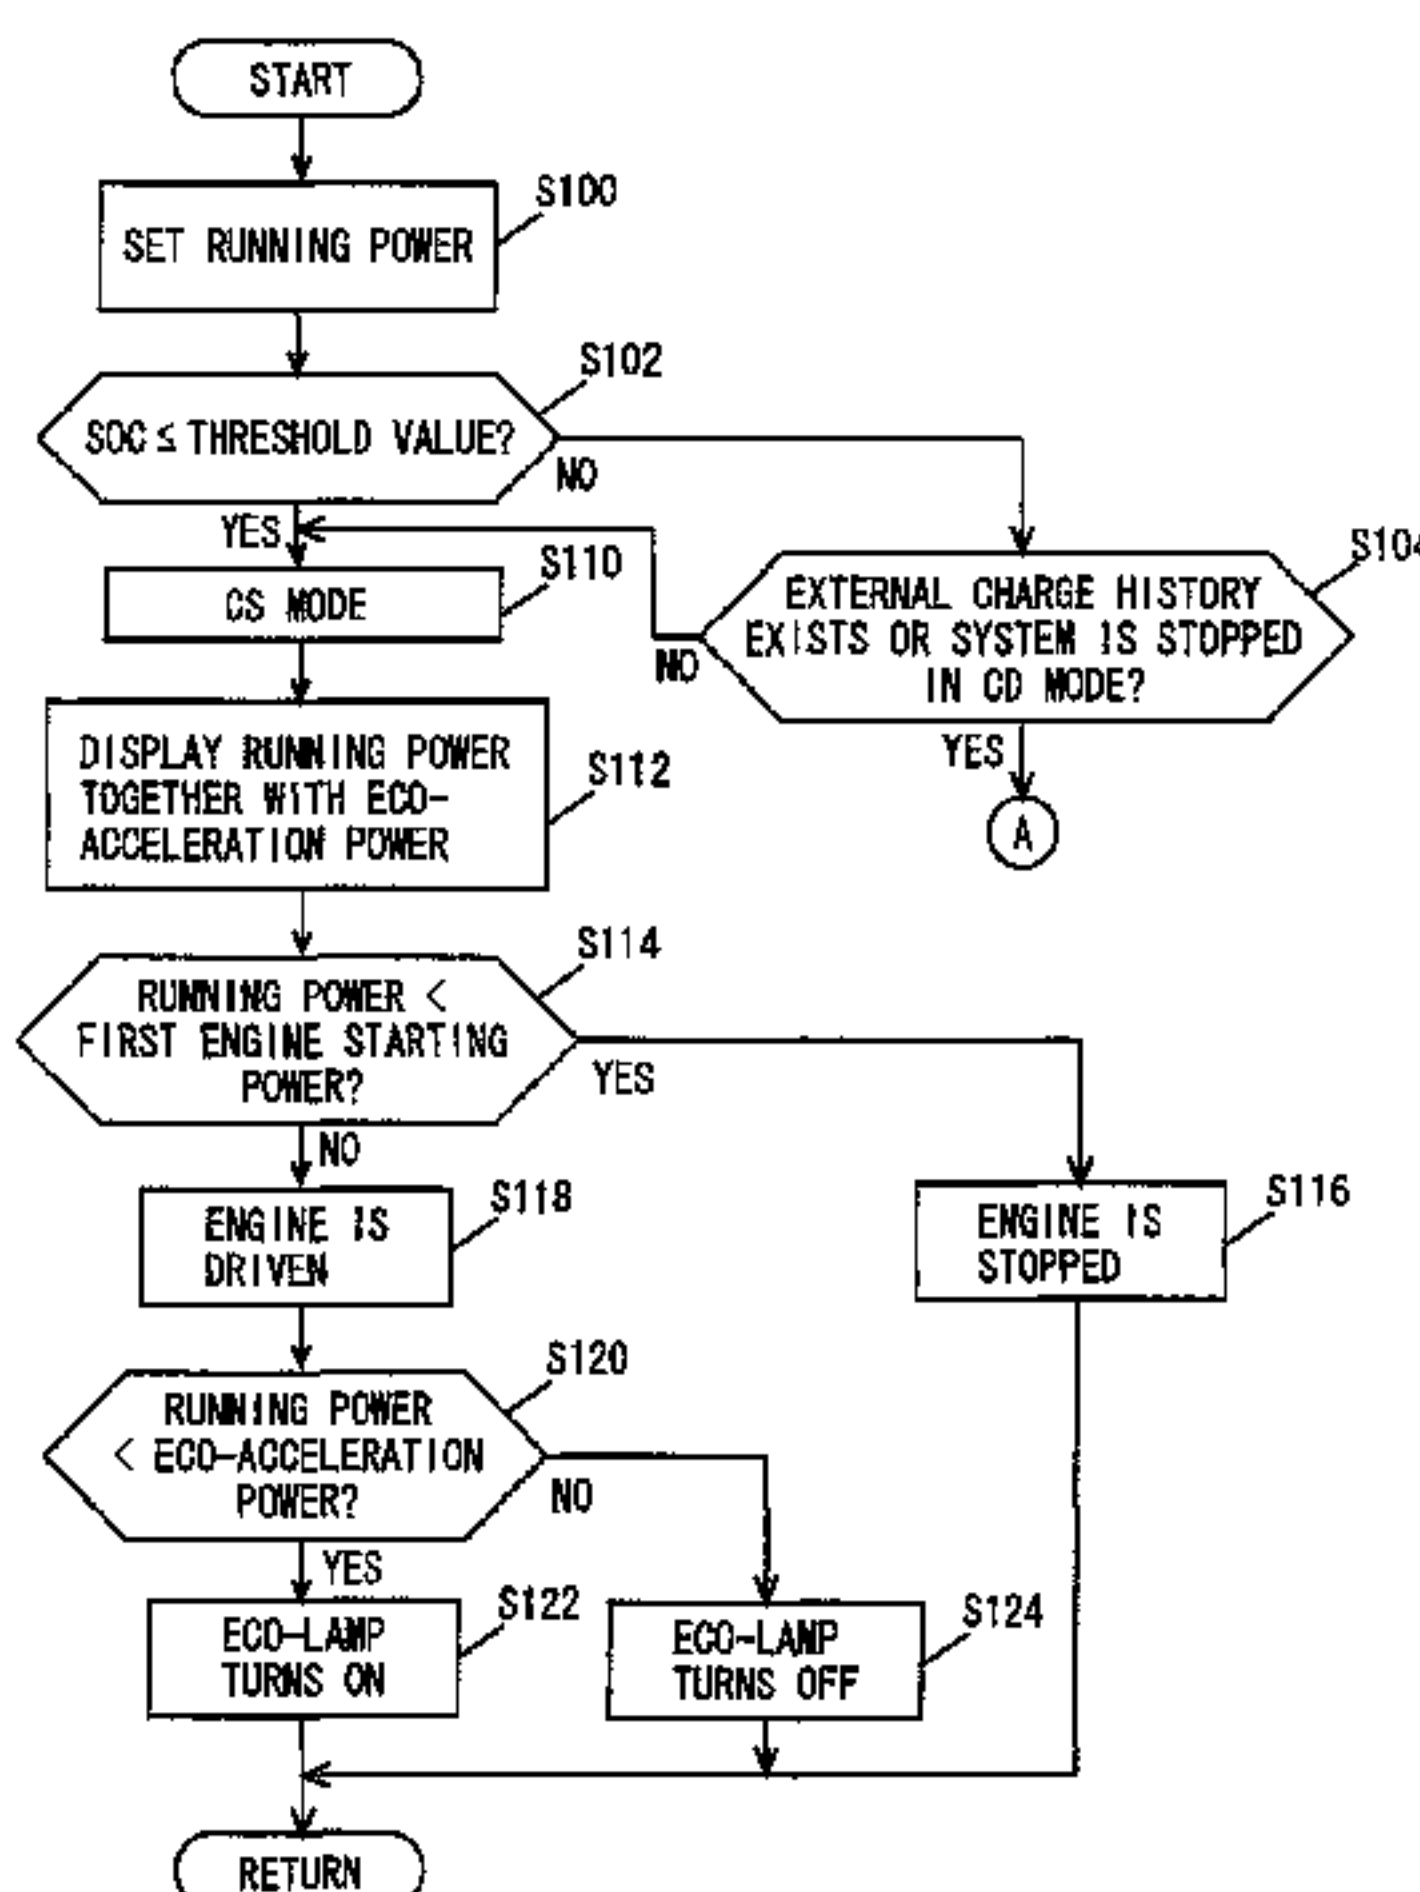 START
S100
SET RUNNING POWER
S102
SOC ≤ THRESHOLD VALUE?
NO
YES
S110
CS MODE
S104
EXTERNAL CHARGE HISTORY
EXISTS OR SYSTEM IS STOPPED
IN CD MODE?
NO
YES
A
S112
DISPLAY RUNNING POWER
TOGETHER WITH ECO-
ACCELERATION POWER
S114
RUNNING POWER <
FIRST ENGINE STARTING
POWER?
YES
NO
S118
ENGINE IS
DRIVEN
S116
ENGINE IS
STOPPED
S120
RUNNING POWER
< ECO-ACCELERATION
POWER?
NO
YES
S122
ECO-LAMP
TURNS ON
S124
ECO-LAMP
TURNS OFF
RETURN